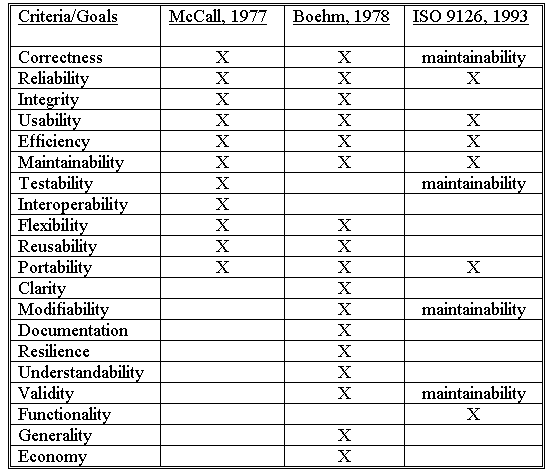 Criteria/Goals McCall, 1977 Boehm, 1978 ISO 9126, 1993
Correctness X X maintainability
Reliability X X X
Integrity X X
Usability X X X
Efficiency X X X
Maintainability X X X
Testability X maintainability
Interoperability X
Flexibility X X
Reusability X X
Portability X X X
Clarity X
Modifiability X maintainability
Documentation X
Resilience X
Understandability X
Validity X maintainability
Functionality X
Generality X
Economy X